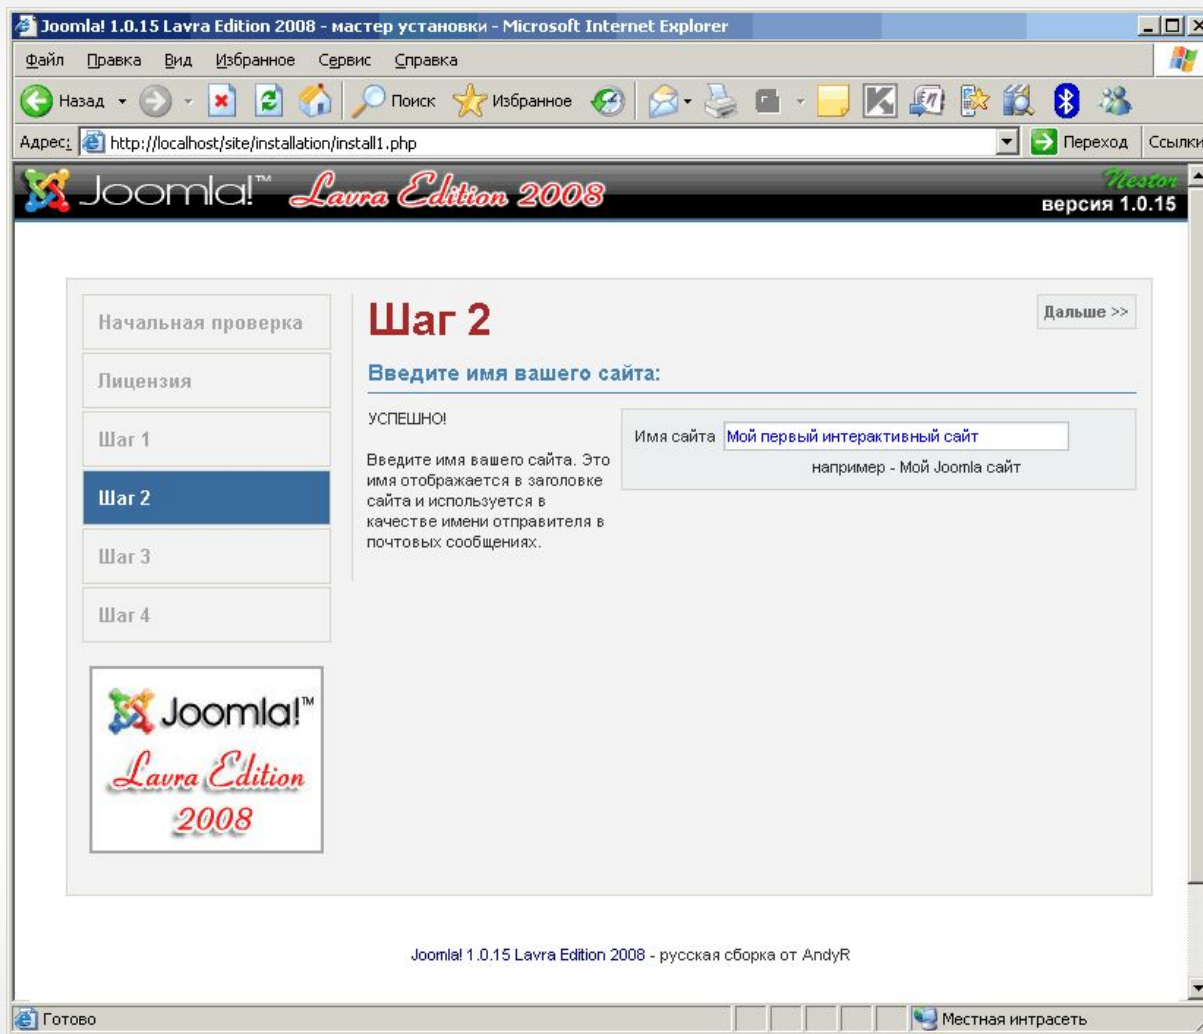 Joomla! 1.0.15 Lavra Edition 2008 - мастер установки - Microsoft Internet Explorer
Файл Правка Вид Избранное Сервис Справка
Назад Поиск Избранное
Адрес: http://localhost/site/installation/install1.php Переход Ссылки
Joomla!™ Lavra Edition 2008 Nestor
версия 1.0.15
Начальная проверка
Лицензия
Шаг 1
Шаг 2
Шаг 3
Шаг 4
Joomla!™
Lavra Edition
2008
Шаг 2
Дальше >>
Введите имя вашего сайта:
УСПЕШНО!
Введите имя вашего сайта. Это
имя отображается в заголовке
сайта и используется в
качестве имени отправителя в
почтовых сообщениях.
Имя сайта Мой первый интерактивный сайт
например - Мой Joomla сайт
Joomla! 1.0.15 Lavra Edition 2008 - русская сборка от AndyR
Готово Местная интрасеть